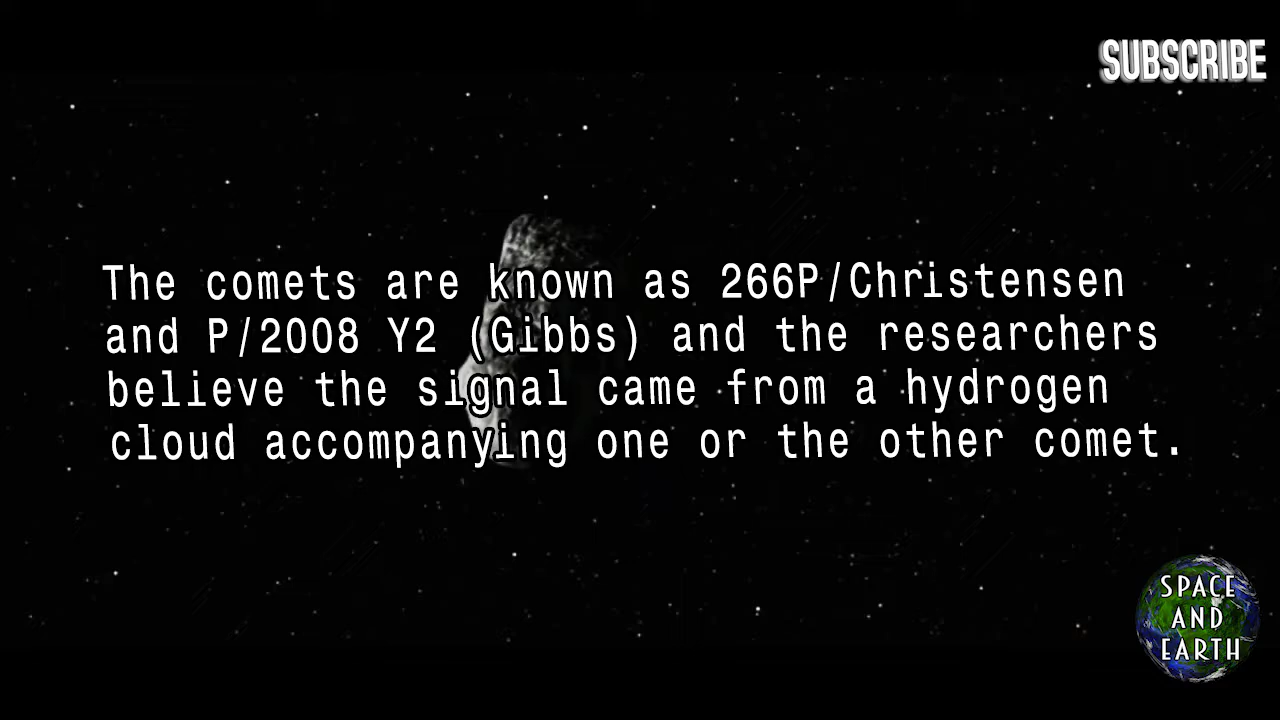 SUBSCRIBE
The comets are known as 266P/Christensen
and P/2008 Y2 (Gibbs) and the researchers
believe the signal came from a hydrogen
cloud accompanying one or the other comet.
SPACE
AND
EARTH